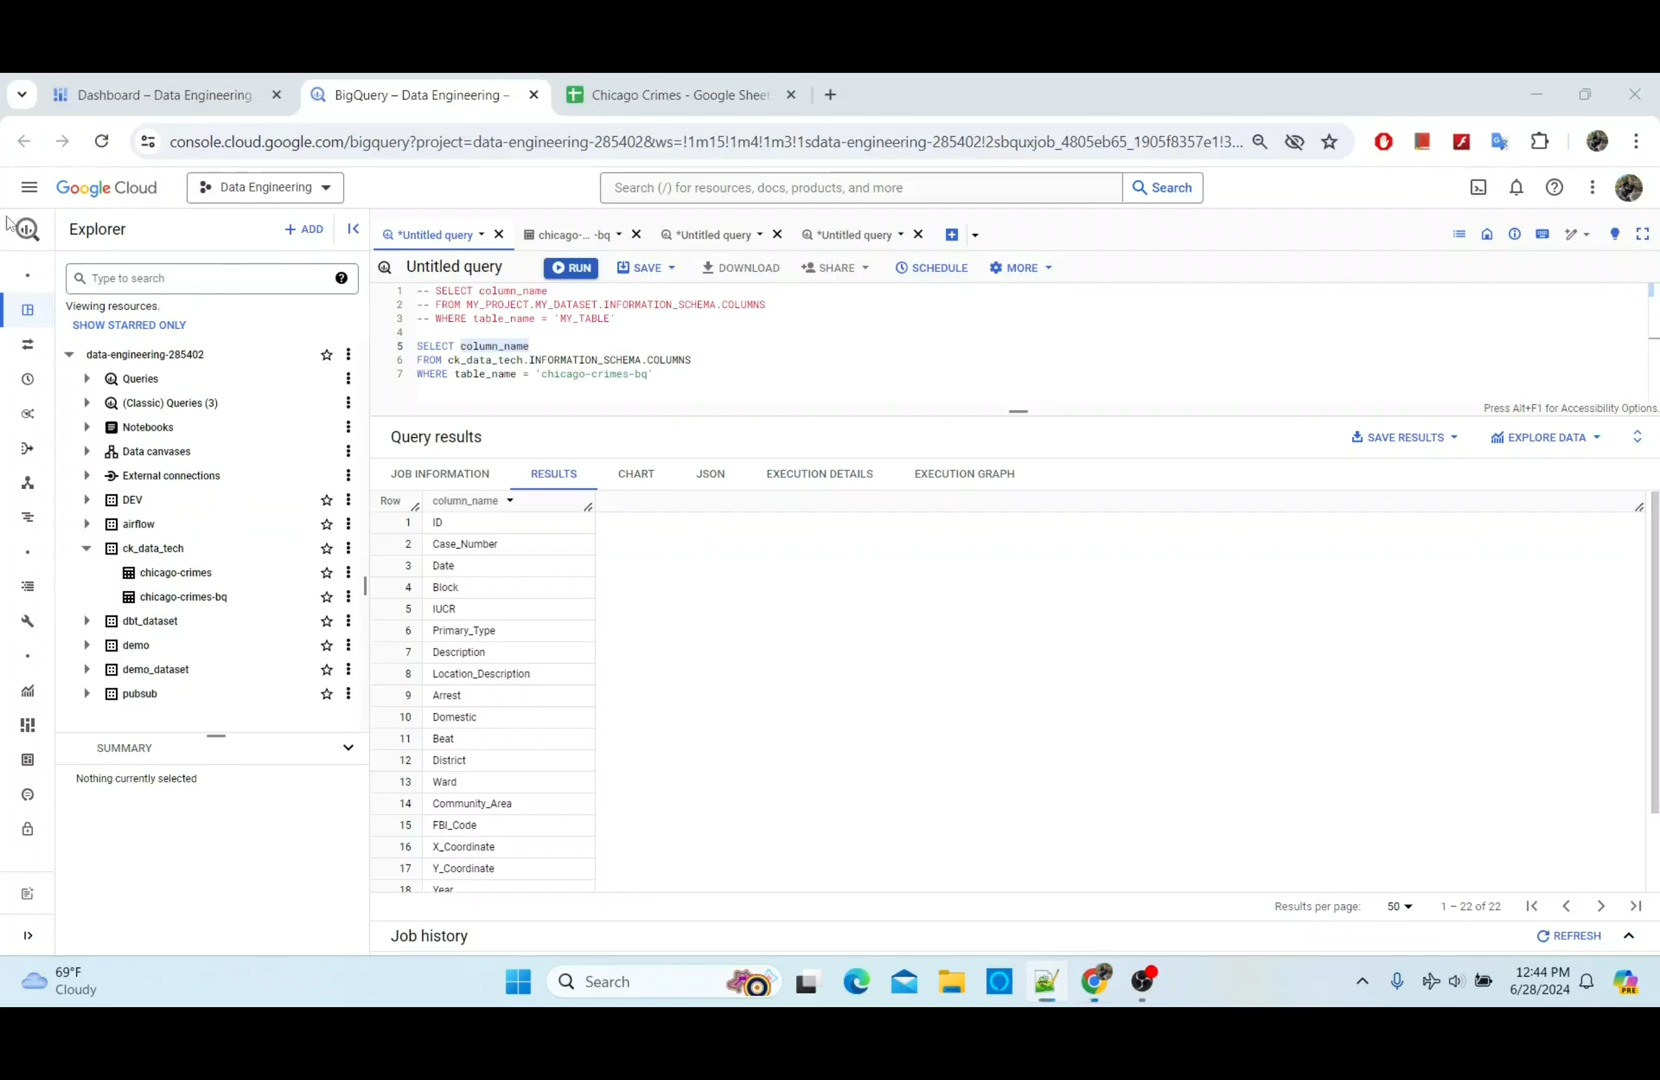 Dashboard – Data Engineering
BigQuery – Data Engineering –
Chicago Crimes - Google Sheet
console.cloud.google.com/bigquery?project=data-engineering-285402&ws=!1m15!1m4!1m3!1sdata-engineering-285402!2sbquxjob_4805eb65_1905f8357e1!3...
Google Cloud
Data Engineering
Search (/) for resources, docs, products, and more
Search
Explorer
+ ADD
*Untitled query
chicago-... -bq
*Untitled query
*Untitled query
Type to search
Untitled query
RUN
SAVE
DOWNLOAD
SHARE
SCHEDULE
MORE
Viewing resources.
SHOW STARRED ONLY
data-engineering-285402
Queries
(Classic) Queries (3)
Notebooks
Data canvases
External connections
DEV
airflow
ck_data_tech
chicago-crimes
chicago-crimes-bq
dbt_dataset
demo
demo_dataset
pubsub
SUMMARY
Nothing currently selected
1 -- SELECT column_name
2 -- FROM MY_PROJECT.MY_DATASET.INFORMATION_SCHEMA.COLUMNS
3 -- WHERE table_name = 'MY_TABLE'
4
5 SELECT column_name
6 FROM ck_data_tech.INFORMATION_SCHEMA.COLUMNS
7 WHERE table_name = 'chicago-crimes-bq'
Press Alt+F1 for Accessibility Options.
Query results
SAVE RESULTS
EXPLORE DATA
JOB INFORMATION
RESULTS
CHART
JSON
EXECUTION DETAILS
EXECUTION GRAPH
Row column_name
1 ID
2 Case_Number
3 Date
4 Block
5 IUCR
6 Primary_Type
7 Description
8 Location_Description
9 Arrest
10 Domestic
11 Beat
12 District
13 Ward
14 Community_Area
15 FBI_Code
16 X_Coordinate
17 Y_Coordinate
18 Year
Results per page: 50 1 – 22 of 22
Job history
REFRESH
69°F
Cloudy
Search
12:44 PM
6/28/2024
PRE